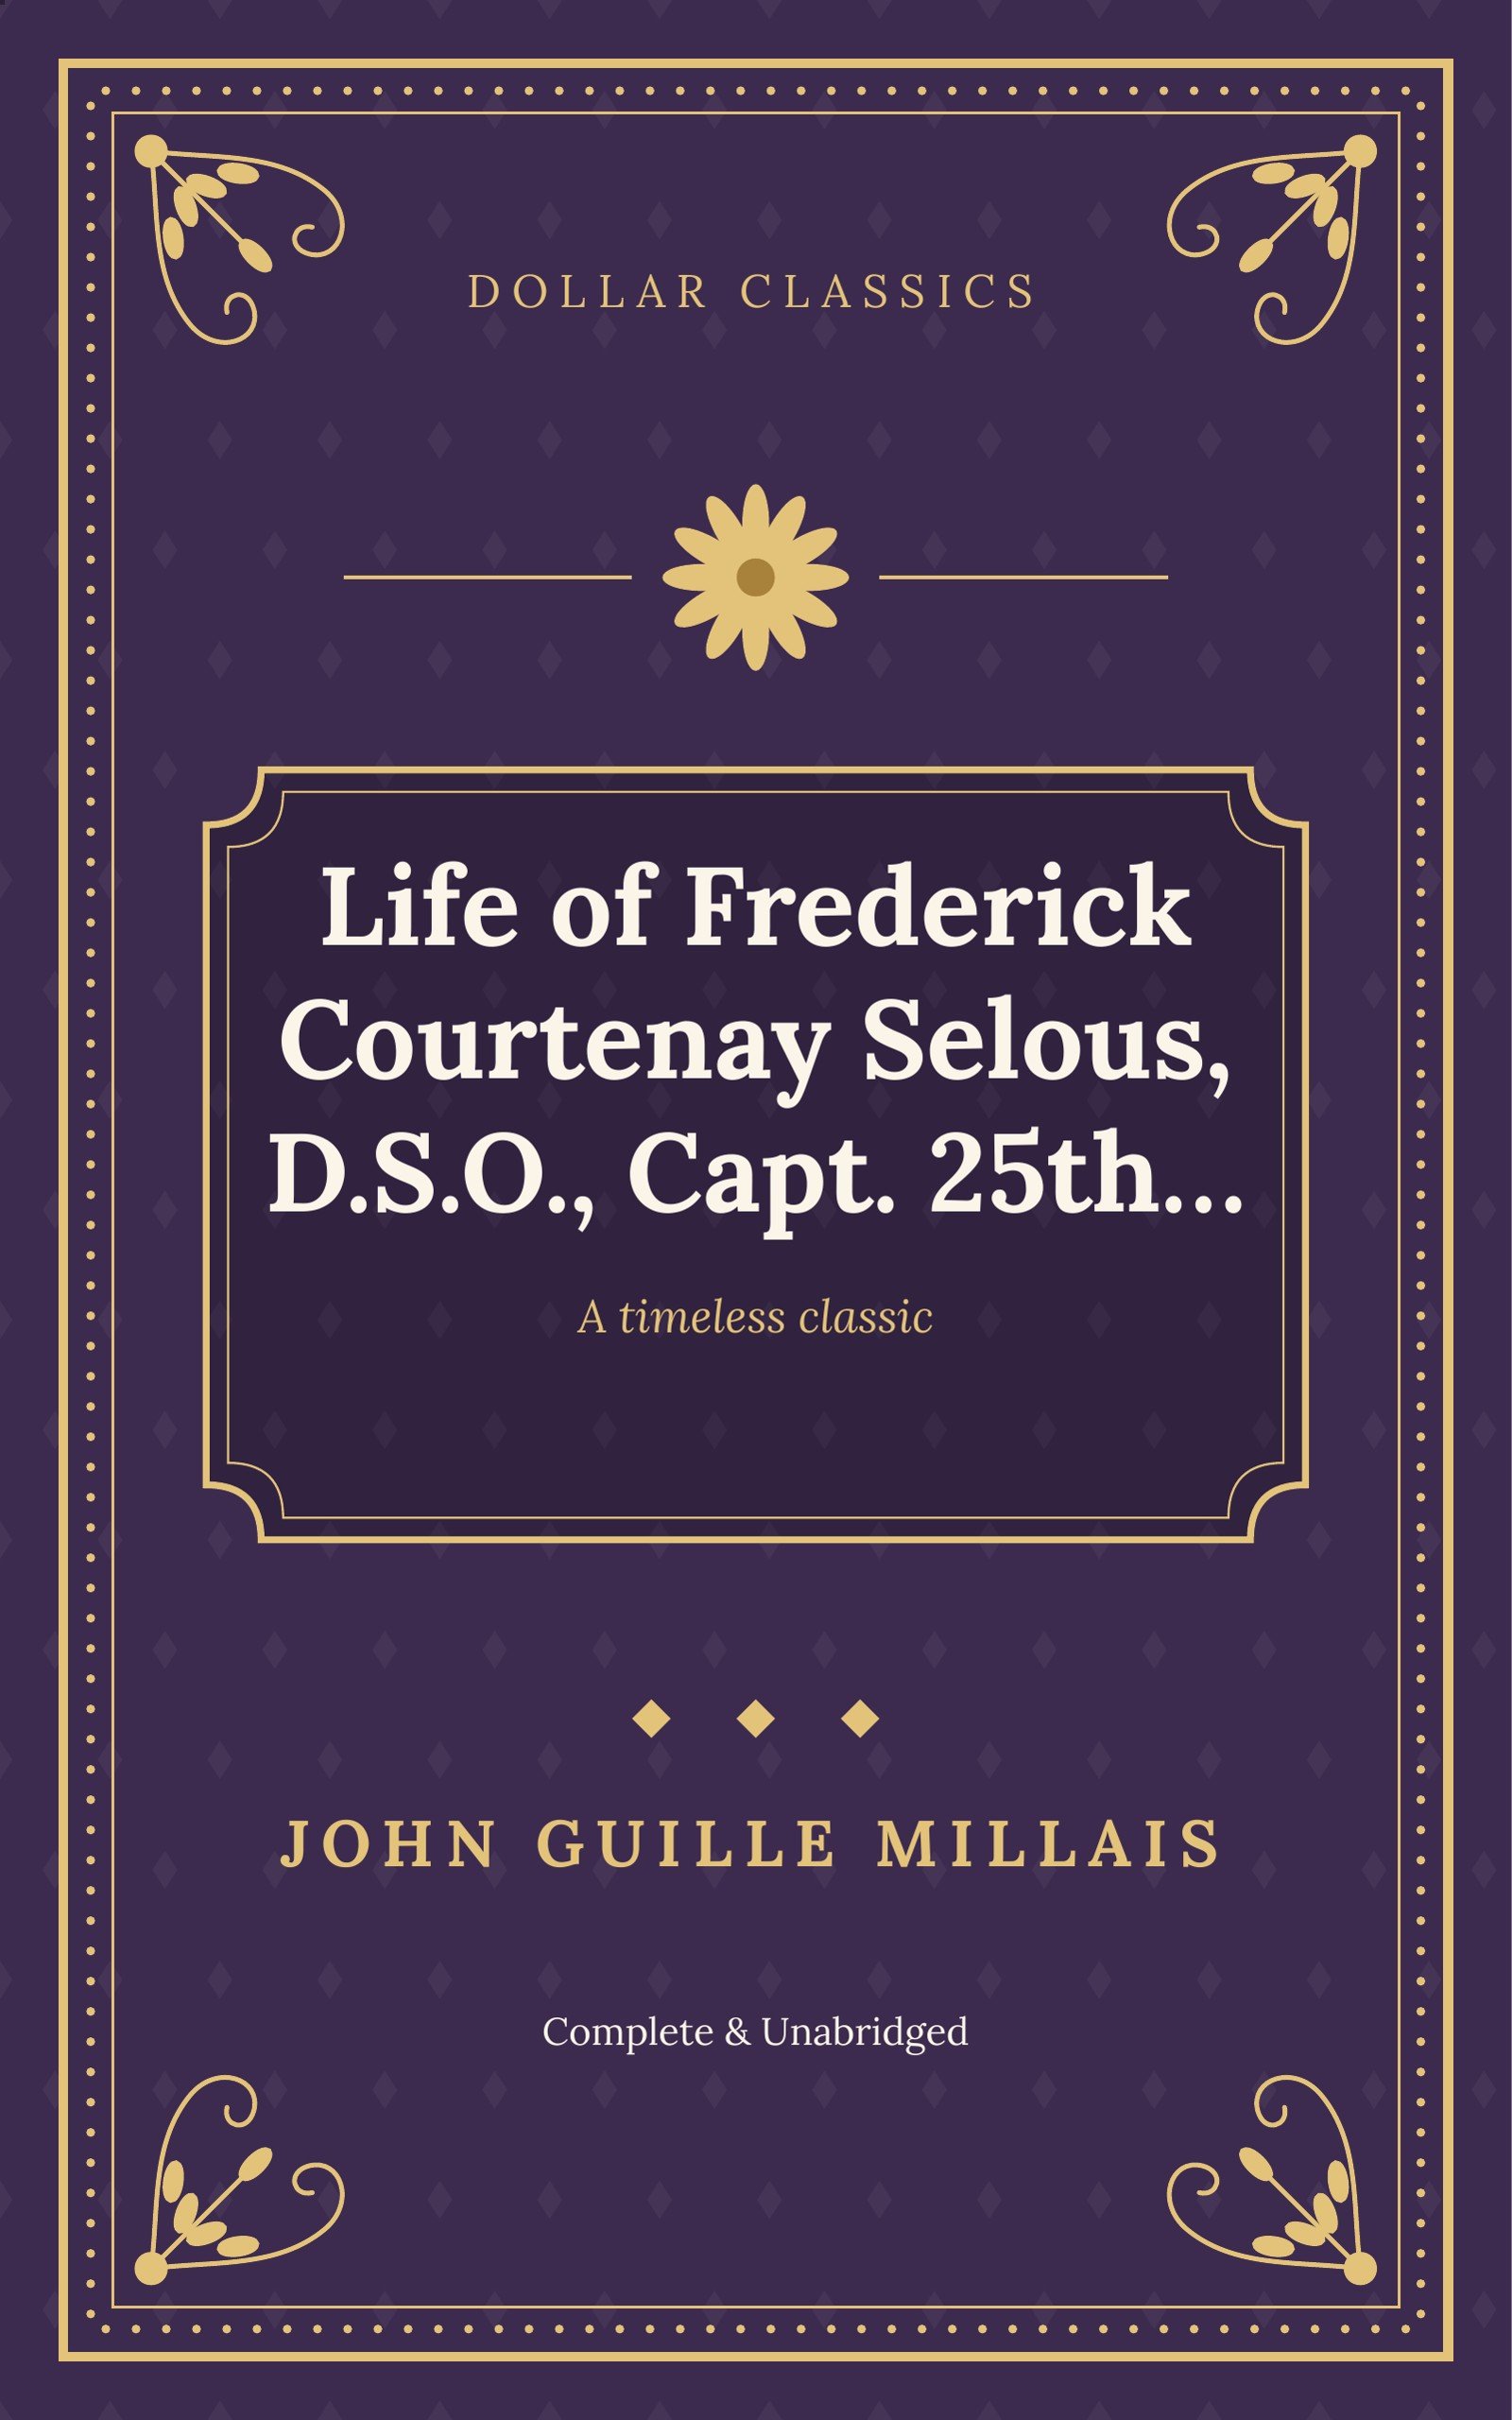 DOLLAR CLASSICS
Life of Frederick
Courtenay Selous,
D.S.O., Capt. 25th...
A timeless classic
JOHN GUILLE MILLAIS
Complete & Unabridged